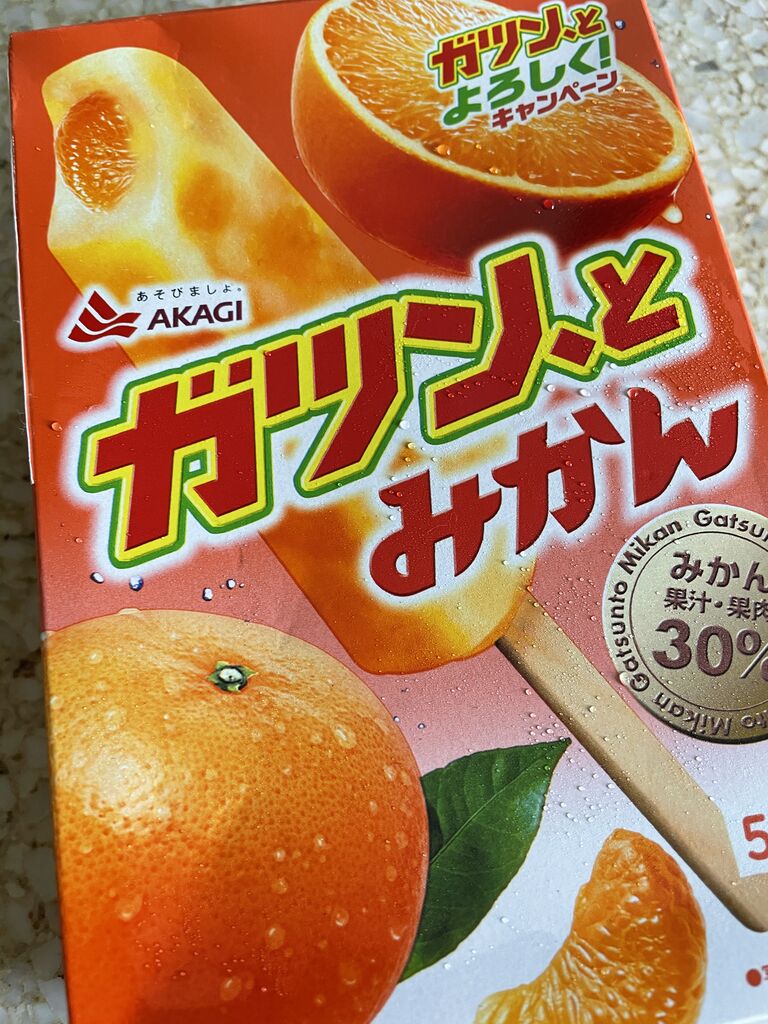 ガツン、と
よろしく!
キャンペーン
あそびましょ。
AKAGI
ガツン、と
みかん
Gatsunto Mikan
みかん
果汁・果肉
30%
5